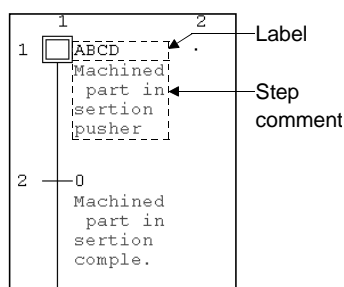 1 2
1 ABCD .
Machined
part in
sertion
pusher
2 0
Machined
part in
sertion
comple.
Label
Step
comment